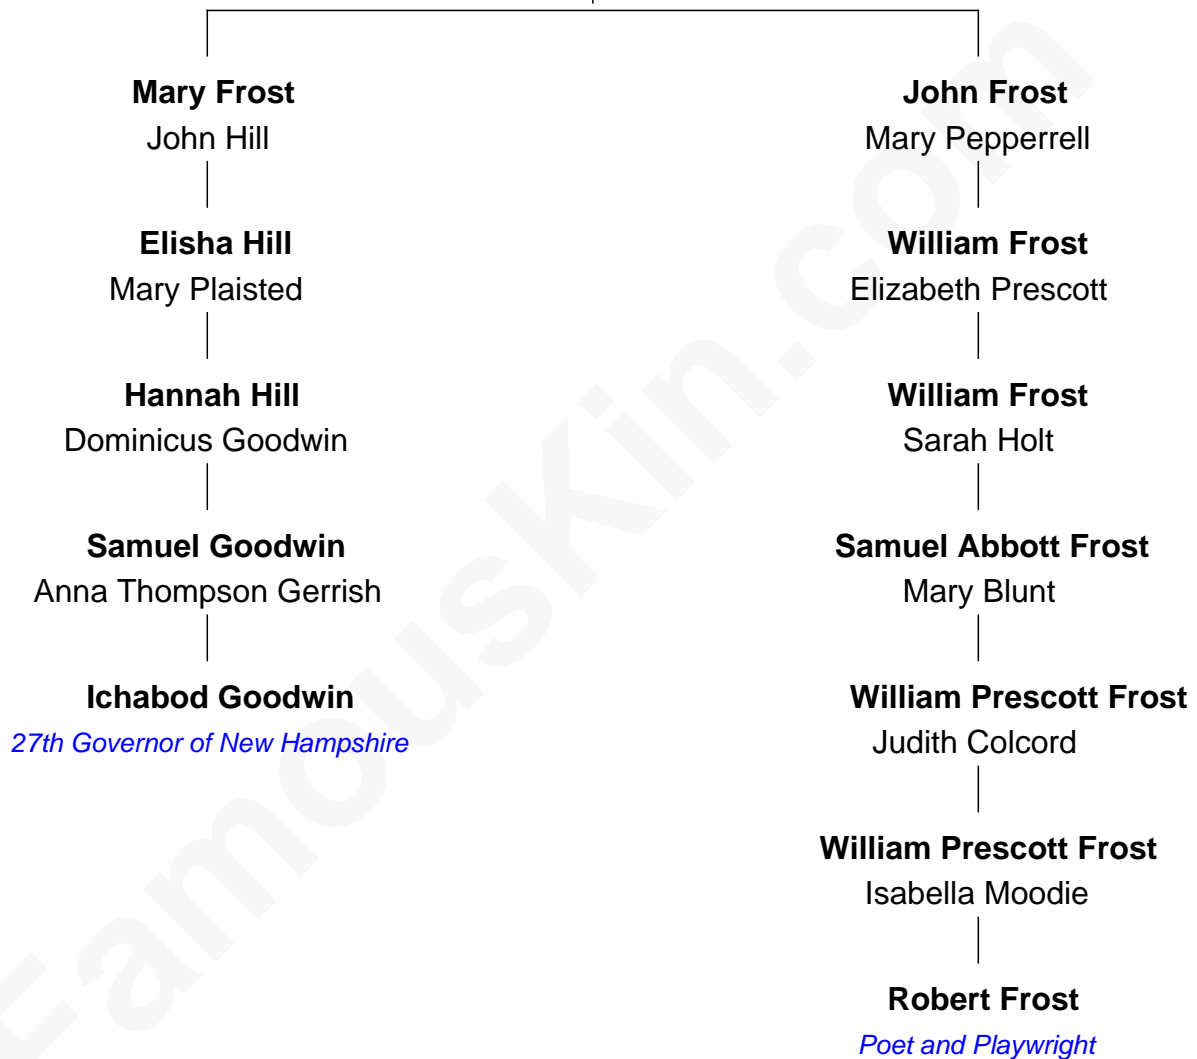 Mary Frost
John Hill
Elisha Hill
Mary Plaisted
Hannah Hill
Dominicus Goodwin
Samuel Goodwin
Anna Thompson Gerrish
Ichabod Goodwin
27th Governor of New Hampshire
John Frost
Mary Pepperrell
William Frost
Elizabeth Prescott
William Frost
Sarah Holt
Samuel Abbott Frost
Mary Blunt
William Prescott Frost
Judith Colcord
William Prescott Frost
Isabella Moodie
Robert Frost
Poet and Playwright
FamousKin.com